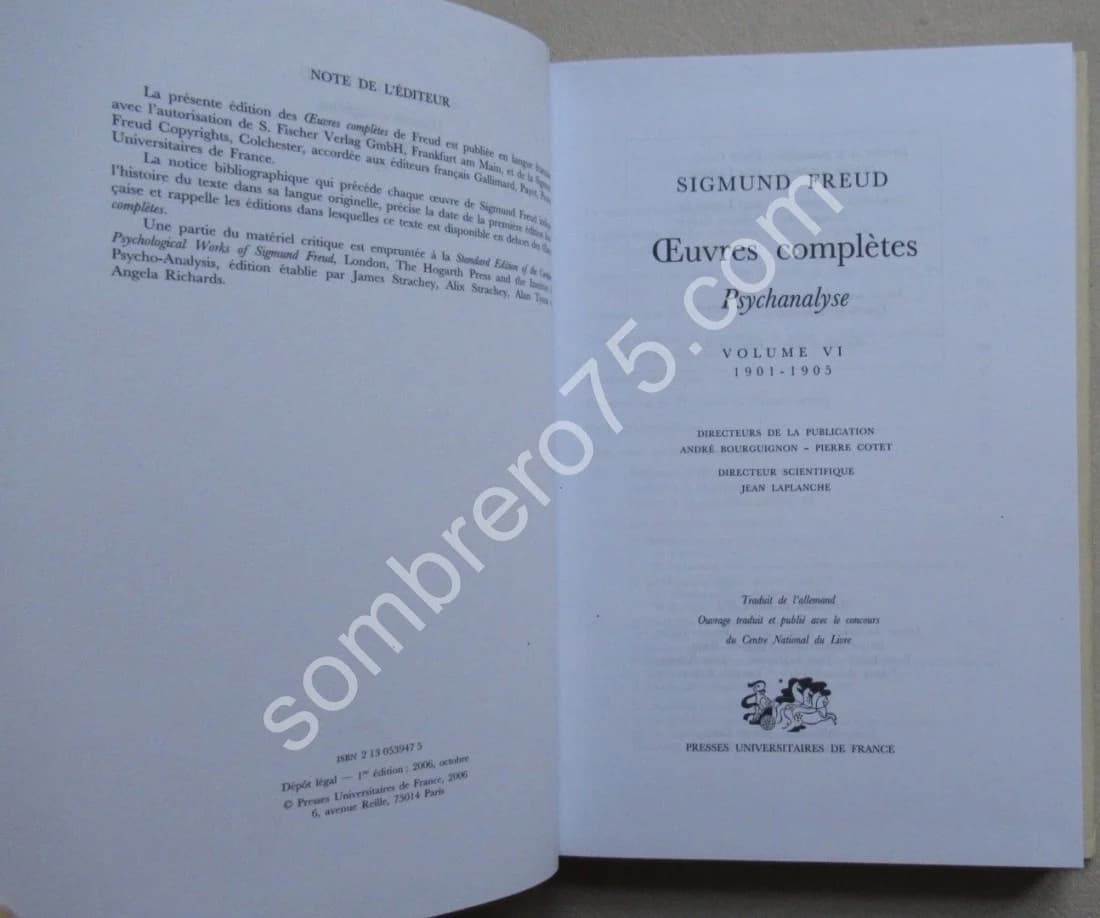 NOTE DE L'ÉDITEUR
La présente édition des Œuvres complètes de Freud est publiée en langue
avec l'autorisation de S. Fischer Verlag GmbH, Frankfurt am Main, et de la
Freud Copyrights, Colchester, accordée aux éditeurs français Gallimard, Payot,
Universitaires de France.
La notice bibliographique qui précède chaque œuvre de Sigmund Freud
l'histoire du texte dans sa langue originelle, précise la date de la première édition
çaise et rappelle les éditions dans lesquelles ce texte est disponible en dehors des
complètes.
Une partie du matériel critique est empruntée à la Standard Edition of the
Psychological Works of Sigmund Freud, London, The Hogarth Press and the
Psycho-Analysis, édition établie par James Strachey, Alix Strachey, Alan
Angela Richards.
ISBN 2 13 053947 5
Dépôt légal — 1re édition : 2006, octobre
© Presses Universitaires de France, 2006
6, avenue Reille, 75014 Paris
SIGMUND FREUD
Œuvres complètes
Psychanalyse
VOLUME VI
1901-1905
DIRECTEURS DE LA PUBLICATION
ANDRÉ BOURGUIGNON – PIERRE COTET
DIRECTEUR SCIENTIFIQUE
JEAN LAPLANCHE
Traduit de l'allemand
Ouvrage traduit et publié avec le concours
du Centre National du Livre
PRESSES UNIVERSITAIRES DE FRANCE
sombrero75.com